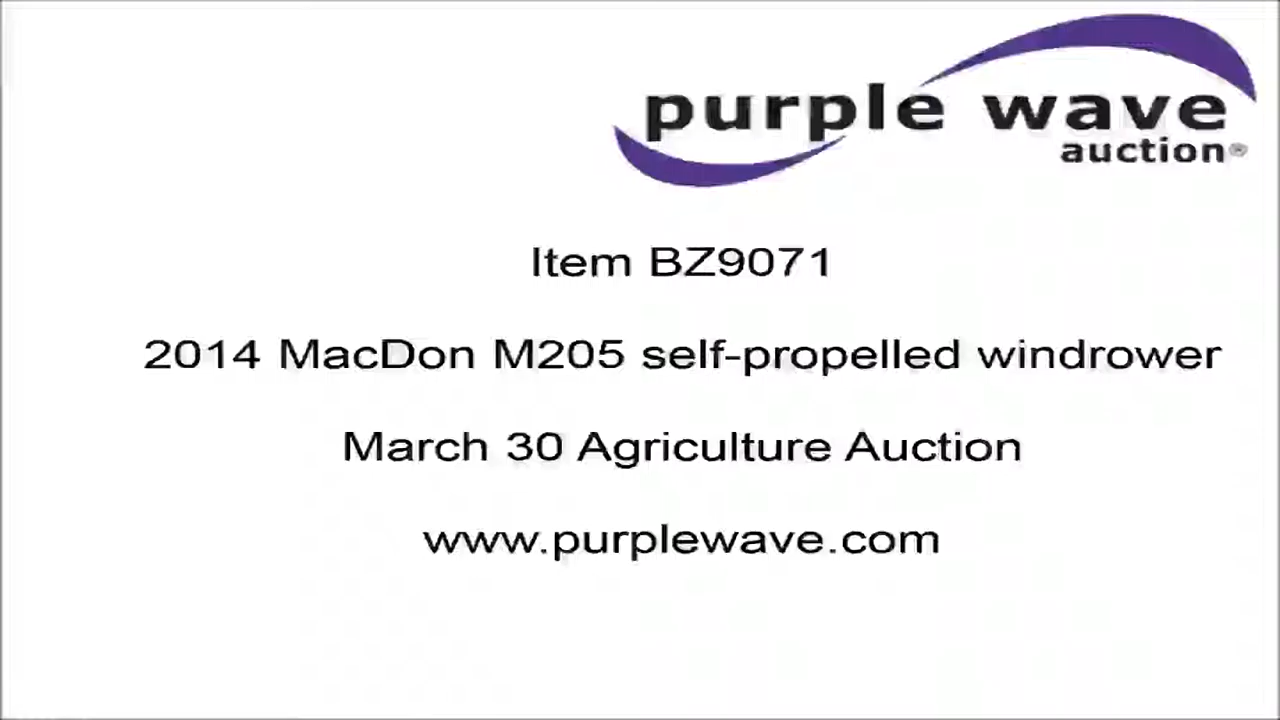 purple wave
auction®
Item BZ9071
2014 MacDon M205 self-propelled windrower
March 30 Agriculture Auction
www.purplewave.com